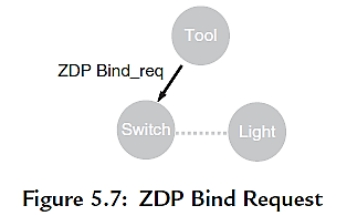 Tool
ZDP Bind_req
Switch
Light
Figure 5.7: ZDP Bind Request